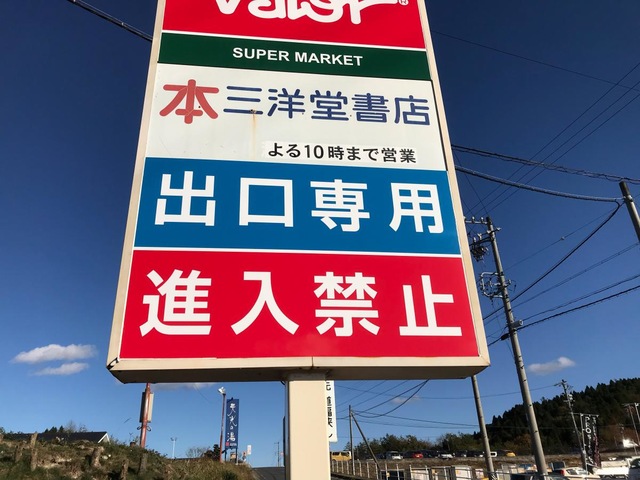 Valor
SUPER MARKET
本三洋堂書店
よる10時まで営業
出口専用
進入禁止